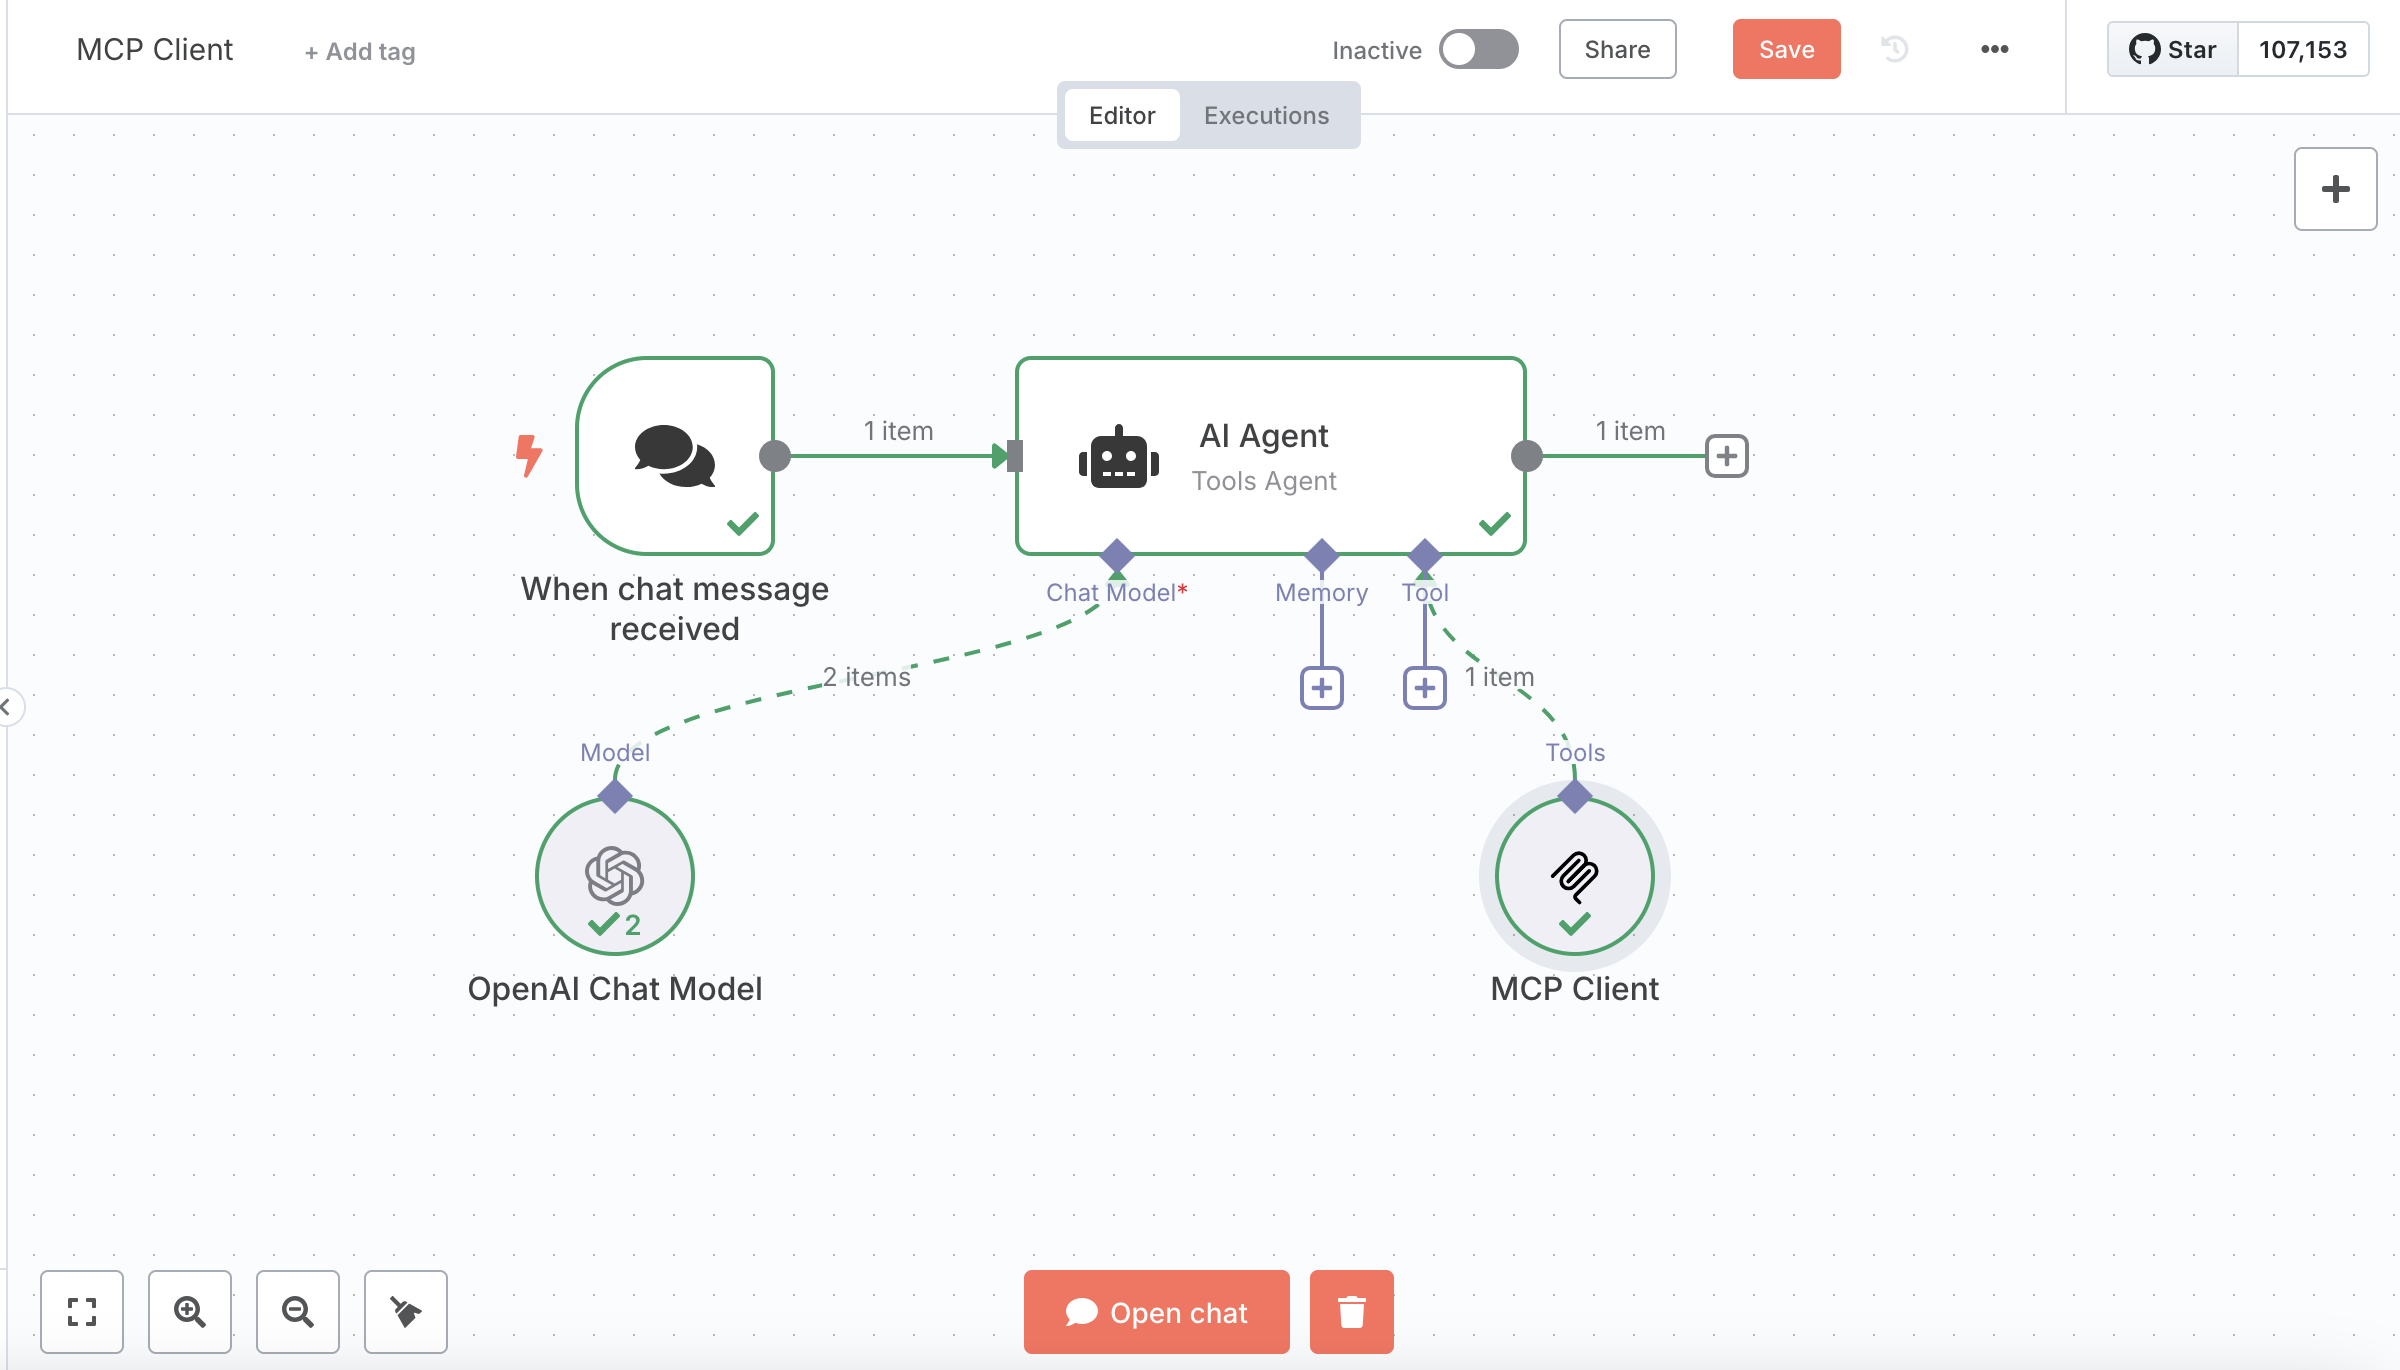 MCP Client
+ Add tag
Inactive
Share
Save
Star
107,153
Editor
Executions
1 item
AI Agent
Tools Agent
1 item
When chat message
received
Chat Model*
Memory
Tool
2 items
1 item
Model
Tools
2
OpenAI Chat Model
MCP Client
Open chat